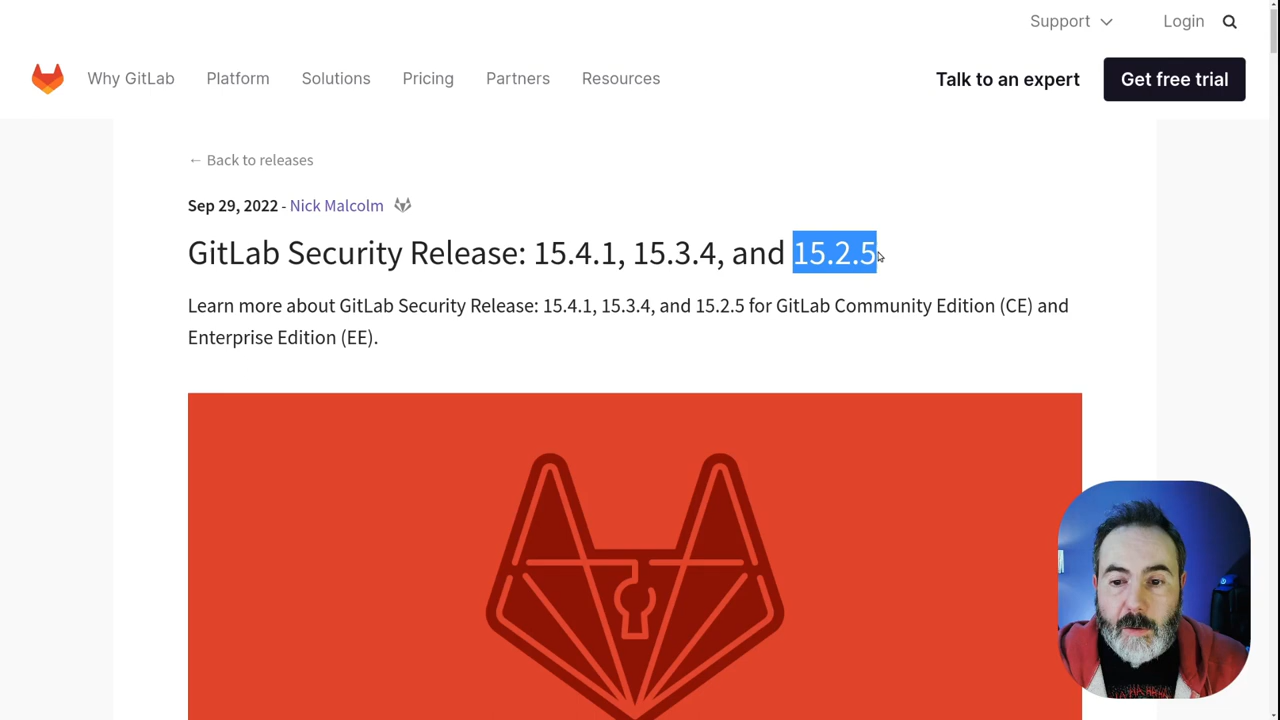 Support
Login
Why GitLab
Platform
Solutions
Pricing
Partners
Resources
Talk to an expert
Get free trial
← Back to releases
Sep 29, 2022 - Nick Malcolm
GitLab Security Release: 15.4.1, 15.3.4, and 15.2.5
Learn more about GitLab Security Release: 15.4.1, 15.3.4, and 15.2.5 for GitLab Community Edition (CE) and
Enterprise Edition (EE).